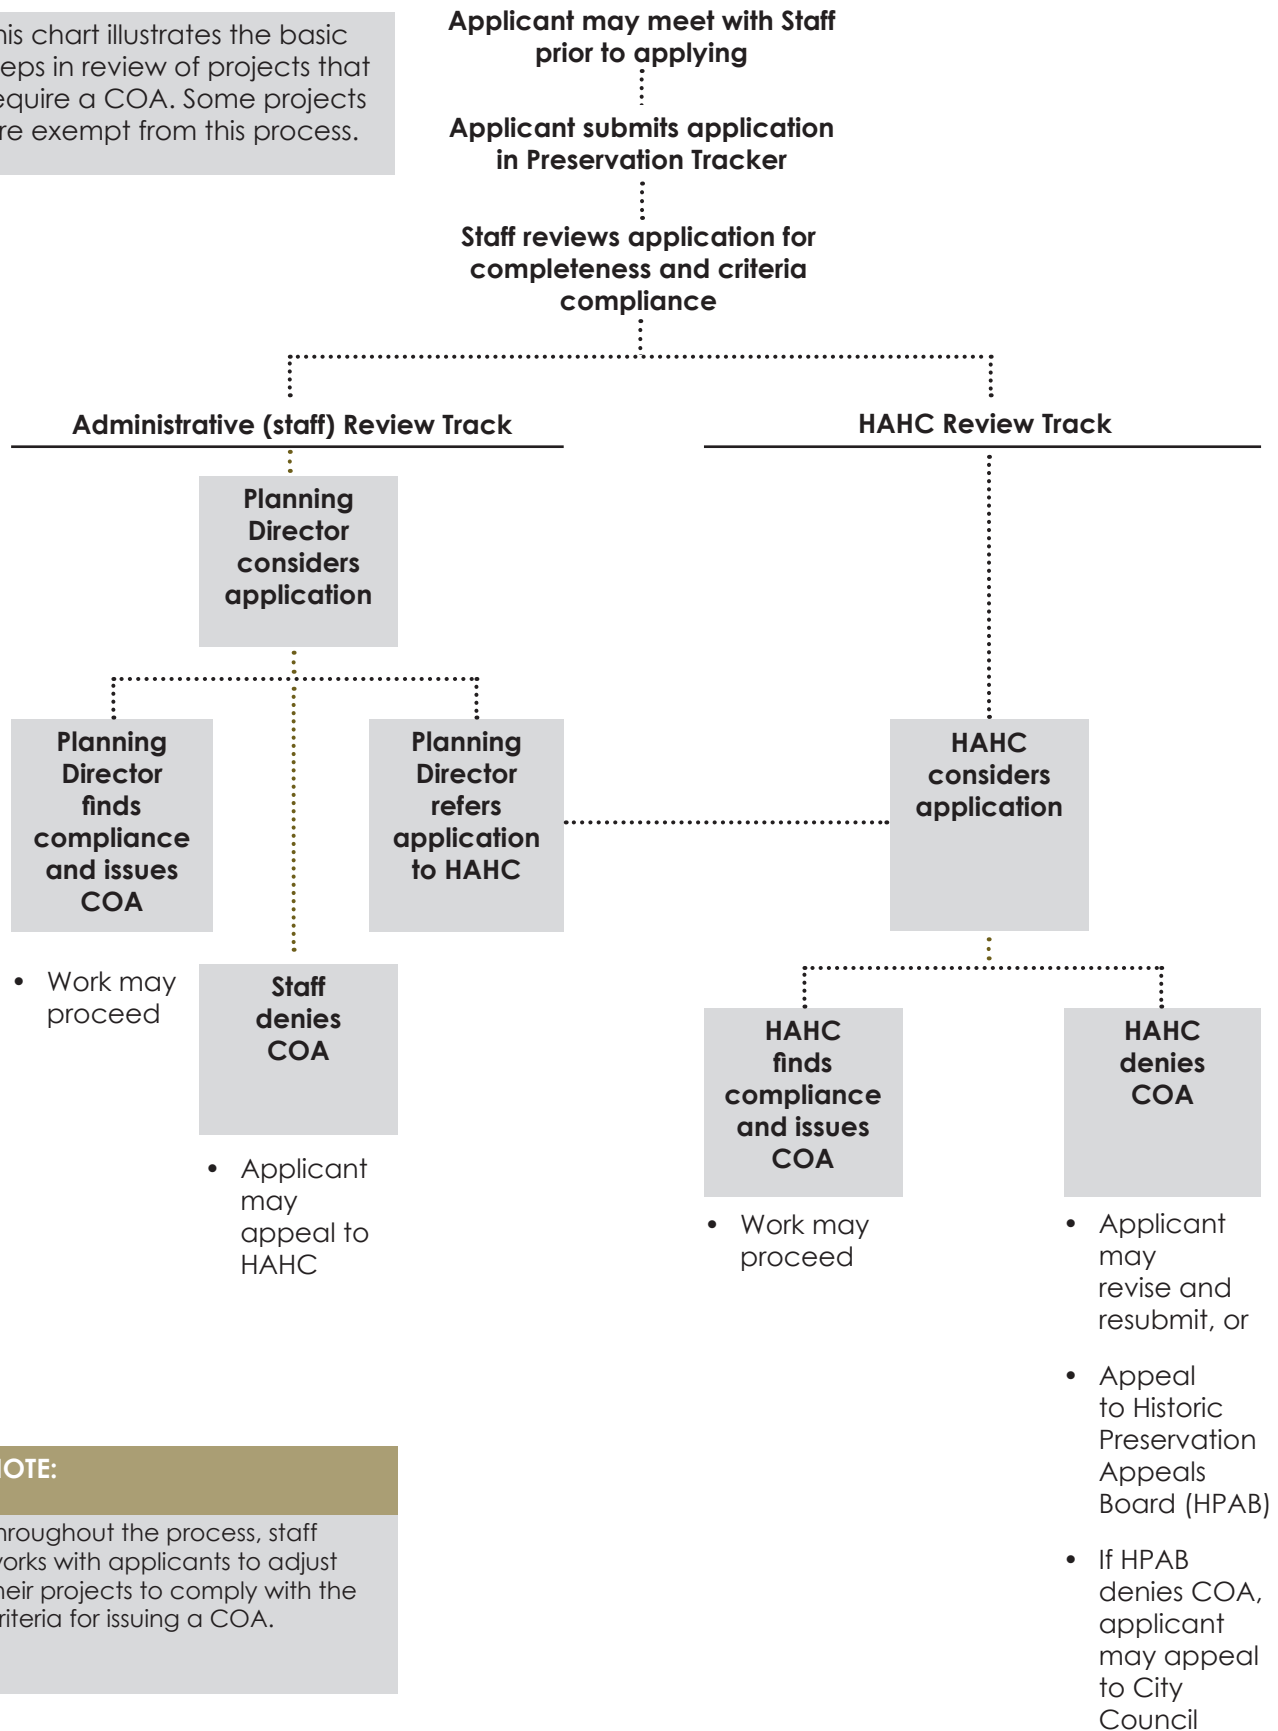 his chart illustrates the basic
eps in review of projects that
equire a COA. Some projects
re exempt from this process.
Applicant may meet with Staff
prior to applying
Applicant submits application
in Preservation Tracker
Staff reviews application for
completeness and criteria
compliance
Administrative (staff) Review Track
HAHC Review Track
Planning
Director
considers
application
Planning
Director
finds
compliance
and issues
COA
• Work may
proceed
Staff
denies
COA
• Applicant
may
appeal to
HAHC
Planning
Director
refers
application
to HAHC
HAHC
considers
application
HAHC
finds
compliance
and issues
COA
• Work may
proceed
HAHC
denies
COA
• Applicant
may
revise and
resubmit, or
• Appeal
to Historic
Preservation
Appeals
Board (HPAB)
• If HPAB
denies COA,
applicant
may appeal
to City
Council
OTE:
hroughout the process, staff
orks with applicants to adjust
heir projects to comply with the
riteria for issuing a COA.